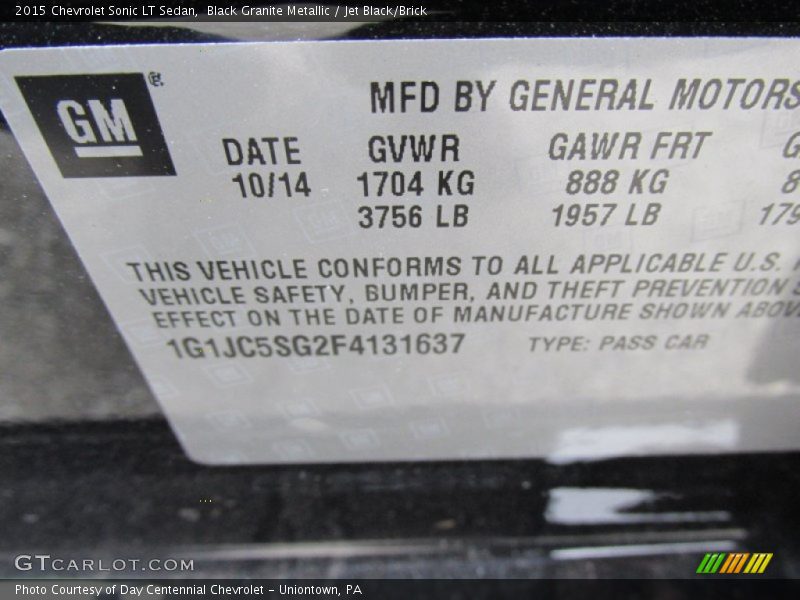 2015 Chevrolet Sonic LT Sedan, Black Granite Metallic / Jet Black/Brick
GM
MFD BY GENERAL MOTORS
DATE GVWR GAWR FRT G
10/14 1704 KG 888 KG 8
3756 LB 1957 LB 179
THIS VEHICLE CONFORMS TO ALL APPLICABLE U.S.
VEHICLE SAFETY, BUMPER, AND THEFT PREVENTION S
EFFECT ON THE DATE OF MANUFACTURE SHOWN ABOV
1G1JC5SG2F4131637 TYPE: PASS CAR
GTCARLOT.COM
Photo Courtesy of Day Centennial Chevrolet - Uniontown, PA